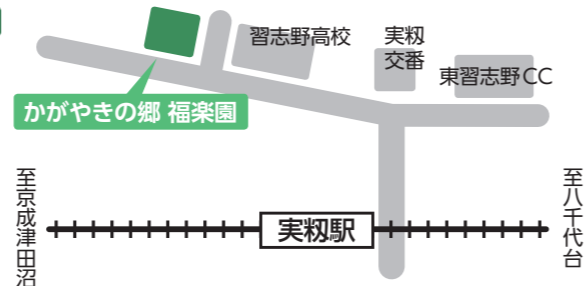 習志野高校
実籾
交番
東習志野CC
かがやきの郷 福楽園
至京成津田沼
実籾駅
至八千代台